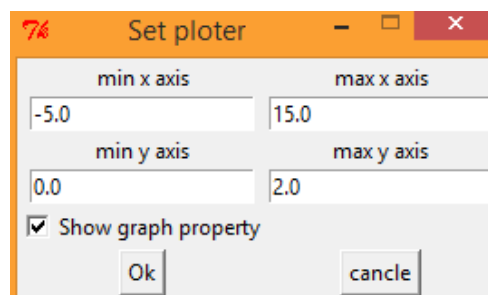 Set ploter
min x axis max x axis
-5.0 15.0
min y axis max y axis
0.0 2.0
Show graph property
Ok cancle